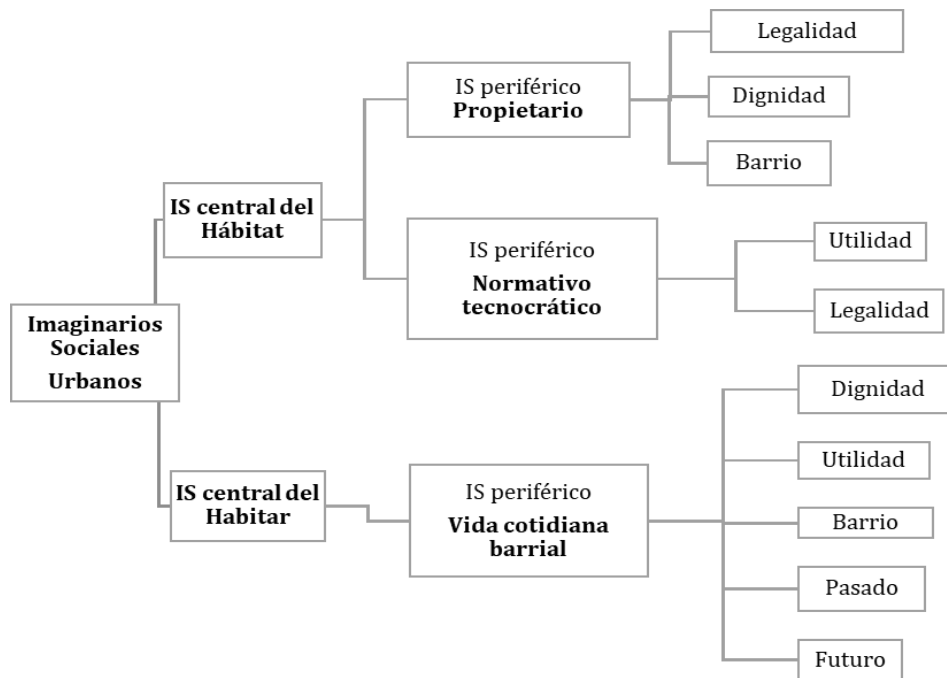 Imaginarios
Sociales
Urbanos
IS central del
Hábitat
IS periférico
Propietario
Legalidad
Dignidad
Barrio
IS periférico
Normativo
tecnocrático
Utilidad
Legalidad
IS central del
Habitar
IS periférico
Vida cotidiana
barrial
Dignidad
Utilidad
Barrio
Pasado
Futuro